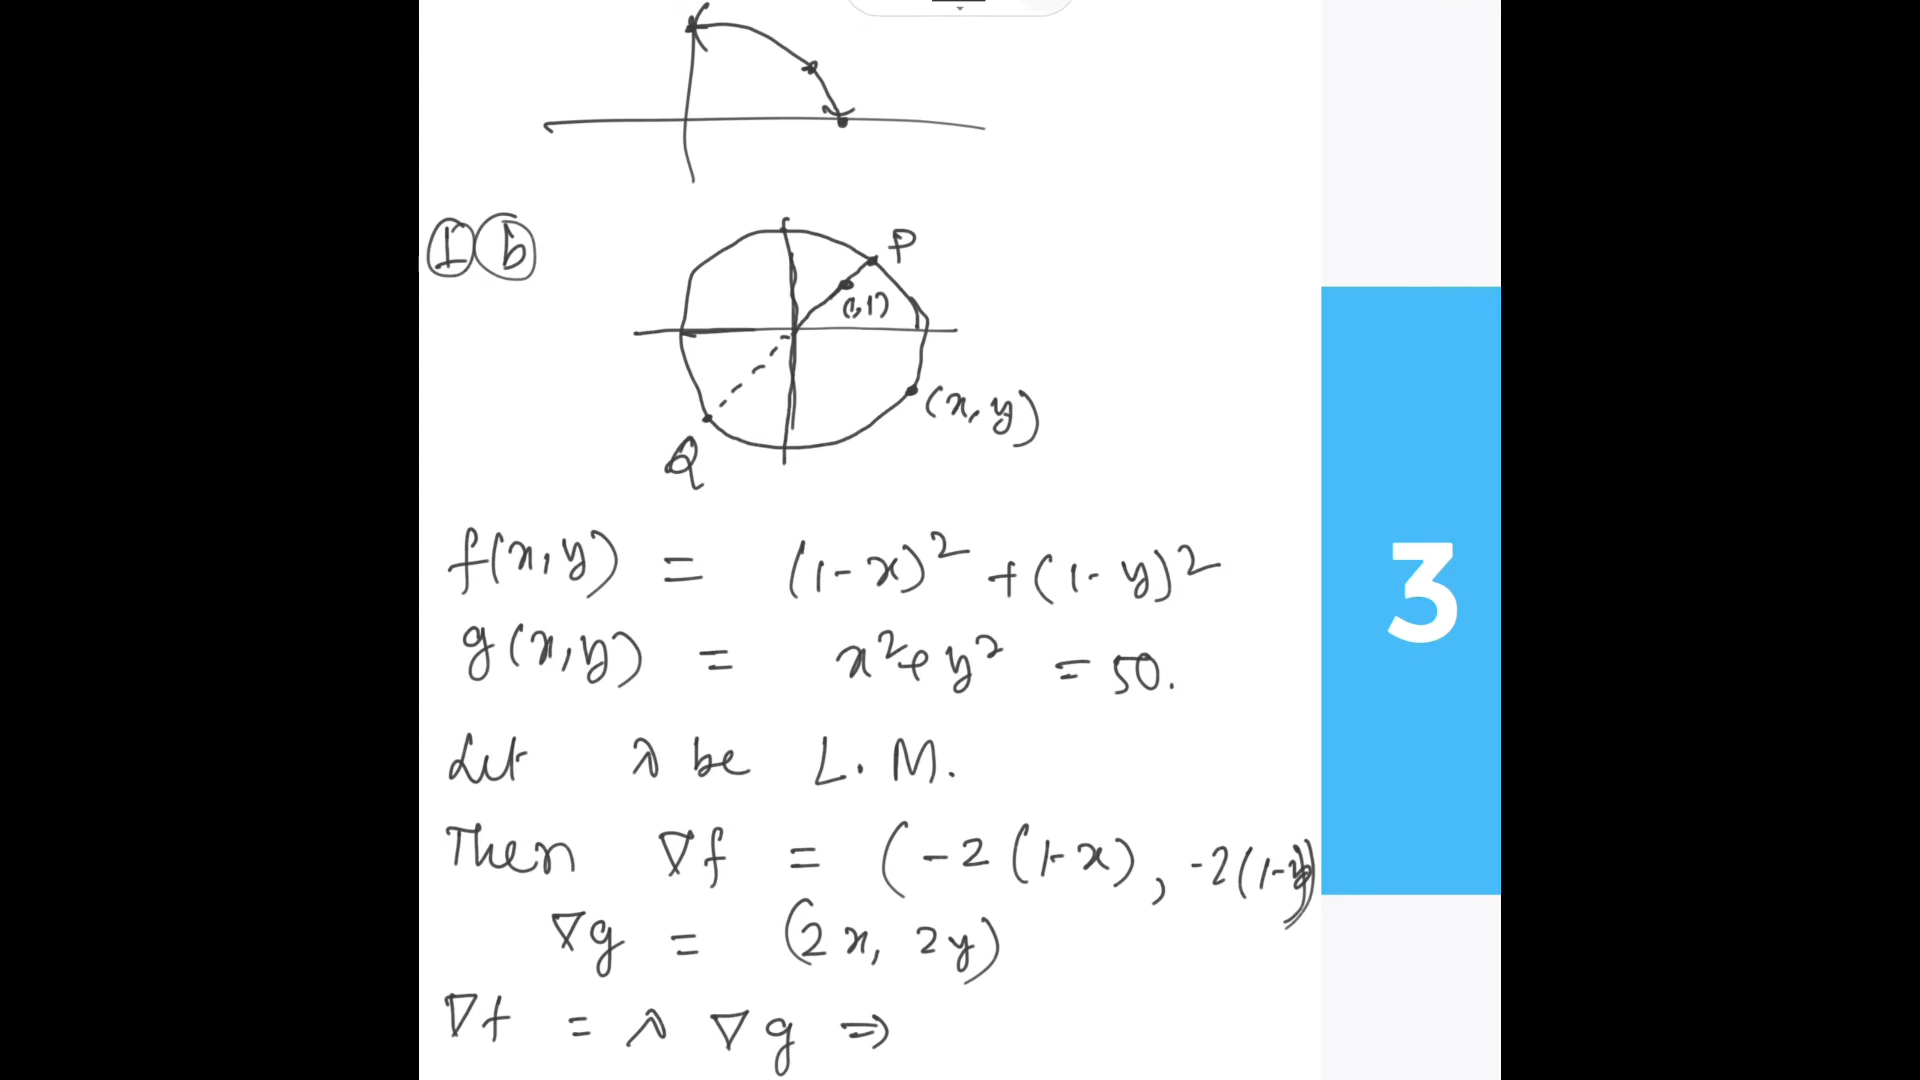 I b
P
(1,1)
(x, y)
Q
f(x,y) = (1-x)² + (1-y)²
g(x,y) = x² + y² = 50.
Let λ be L.M.
Then ∇f = (-2(1-x), -2(1-y))
∇g = (2x, 2y)
∇f = λ ∇g ⇒
3